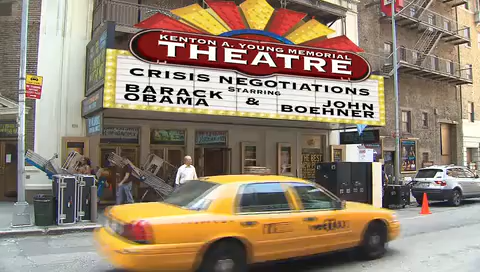 KENTON A. YOUNG MEMORIAL
THEATRE
CRISIS NEGOTIATIONS
STARRING
BARACK JOHN
OBAMA & BOEHNER